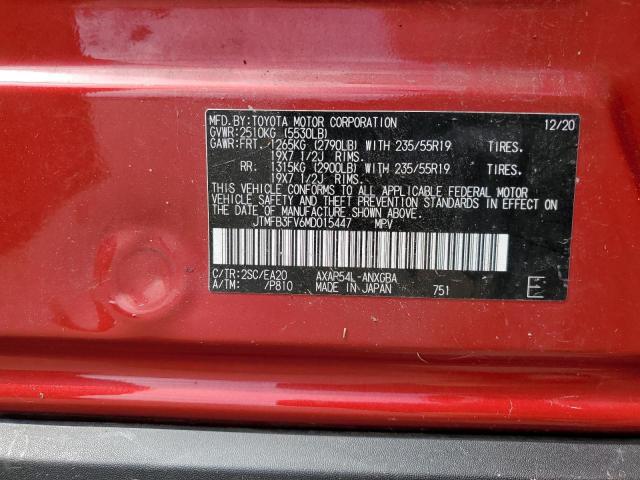 MFD.BY:TOYOTA MOTOR CORPORATION 12/20
GVWR:2510KG (5530LB)
GAWR:FRT. 1265KG (2790LB) WITH 235/55R19 TIRES.
19X7 1/2J RIMS.
RR. 1315KG (2900LB) WITH 235/55R19 TIRES.
19X7 1/2J RIMS.
THIS VEHICLE CONFORMS TO ALL APPLICABLE FEDERAL MOTOR
VEHICLE SAFETY AND THEFT PREVENTION STANDARDS IN EFFECT
ON THE DATE OF MANUFACTURE SHOWN ABOVE.
JTMFB3FV6MD015447 MPV
C/TR:2SC/EA20 AXAP54L-ANXGBA
A/TM: /P810 MADE IN JAPAN 751 E